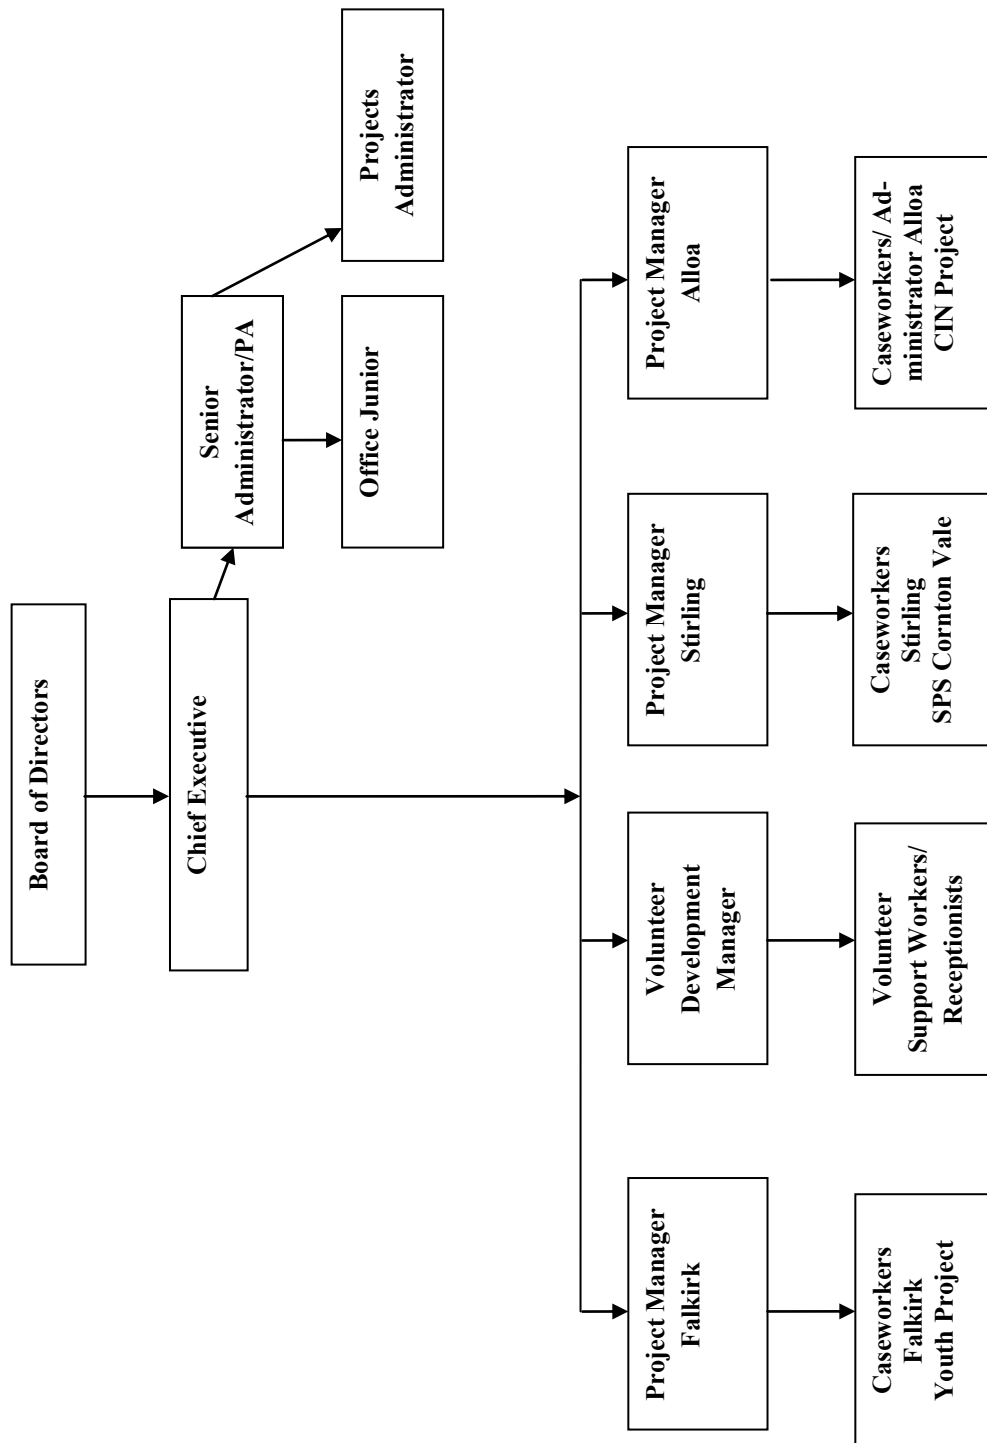 Board of Directors
Chief Executive
Senior
Administrator/PA
Office Junior
Projects
Administrator
Project Manager
Falkirk
Volunteer
Development
Manager
Project Manager
Stirling
Project Manager
Alloa
Caseworkers
Falkirk
Youth Project
Volunteer
Support Workers/
Receptionists
Caseworkers
Stirling
SPS Cornton Vale
Caseworkers/ Ad-
ministrator Alloa
CIN Project